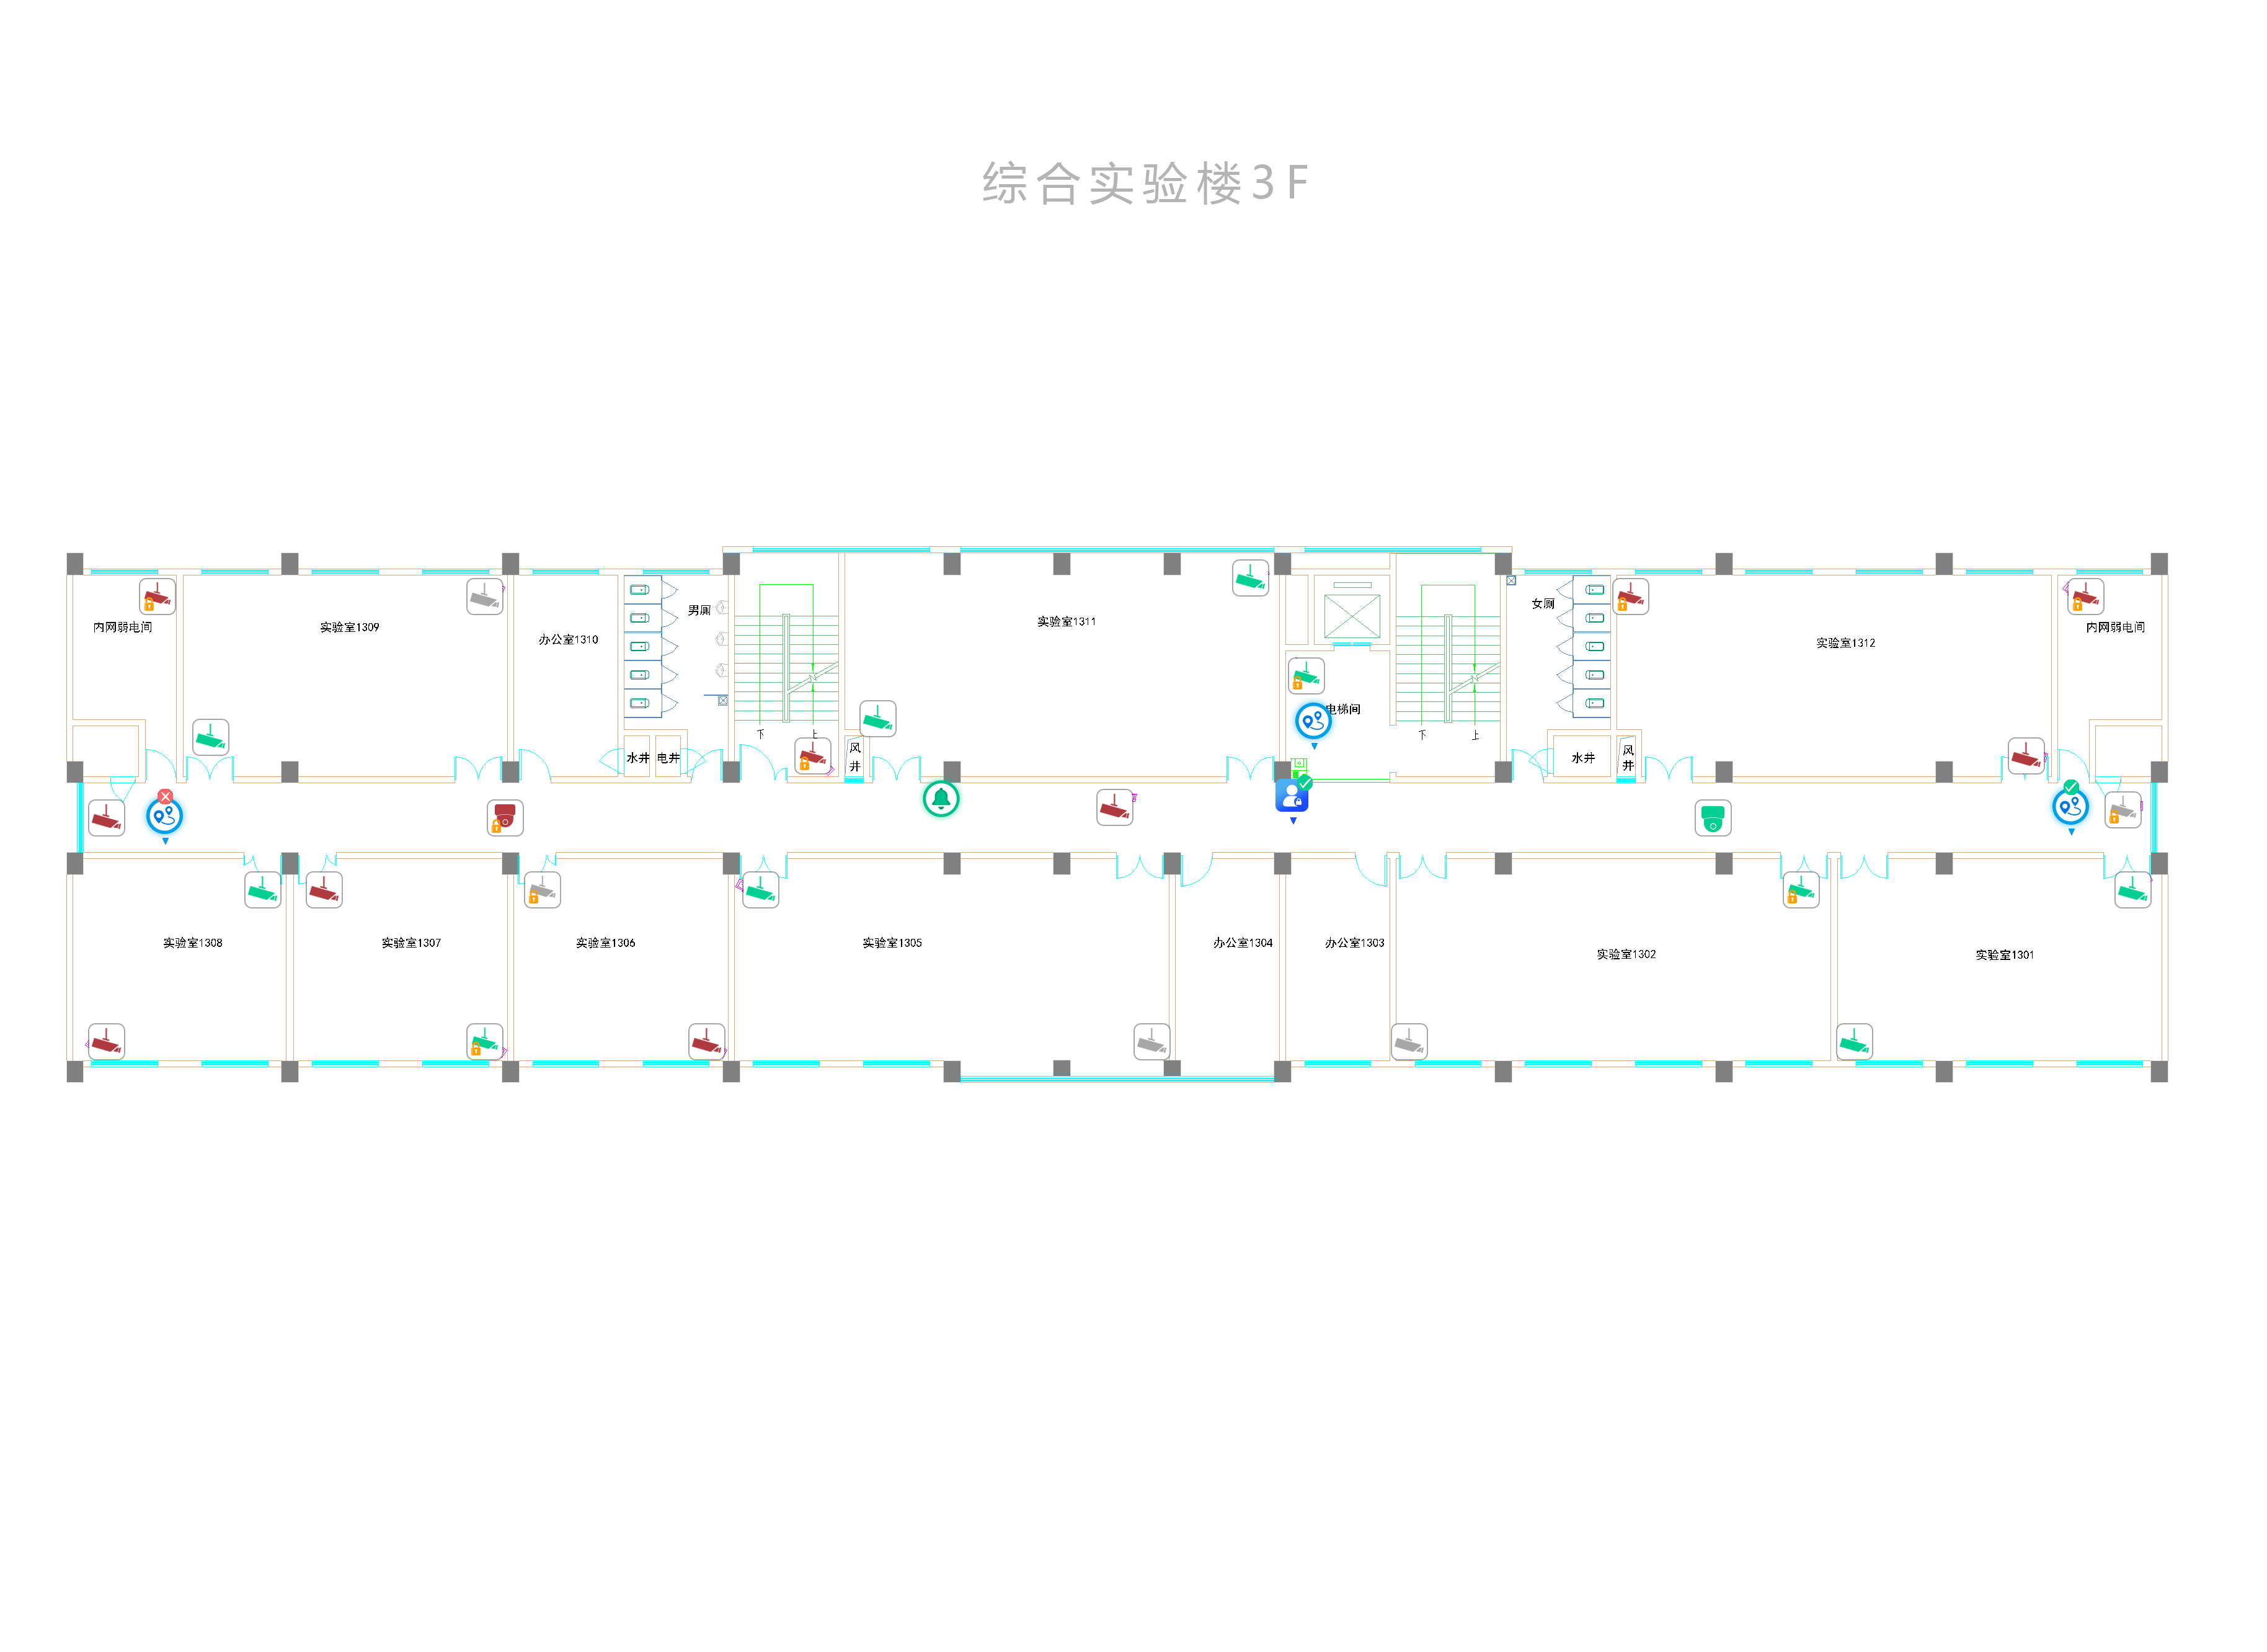 综合实验楼3F
内网弱电间
实验室1309
办公室1310
男厕
实验室1311
女厕
实验室1312
内网弱电间
电梯间
下
上
下
上
水井
电井
风井
水井
风井
实验室1308
实验室1307
实验室1306
实验室1305
办公室1304
办公室1303
实验室1302
实验室1301